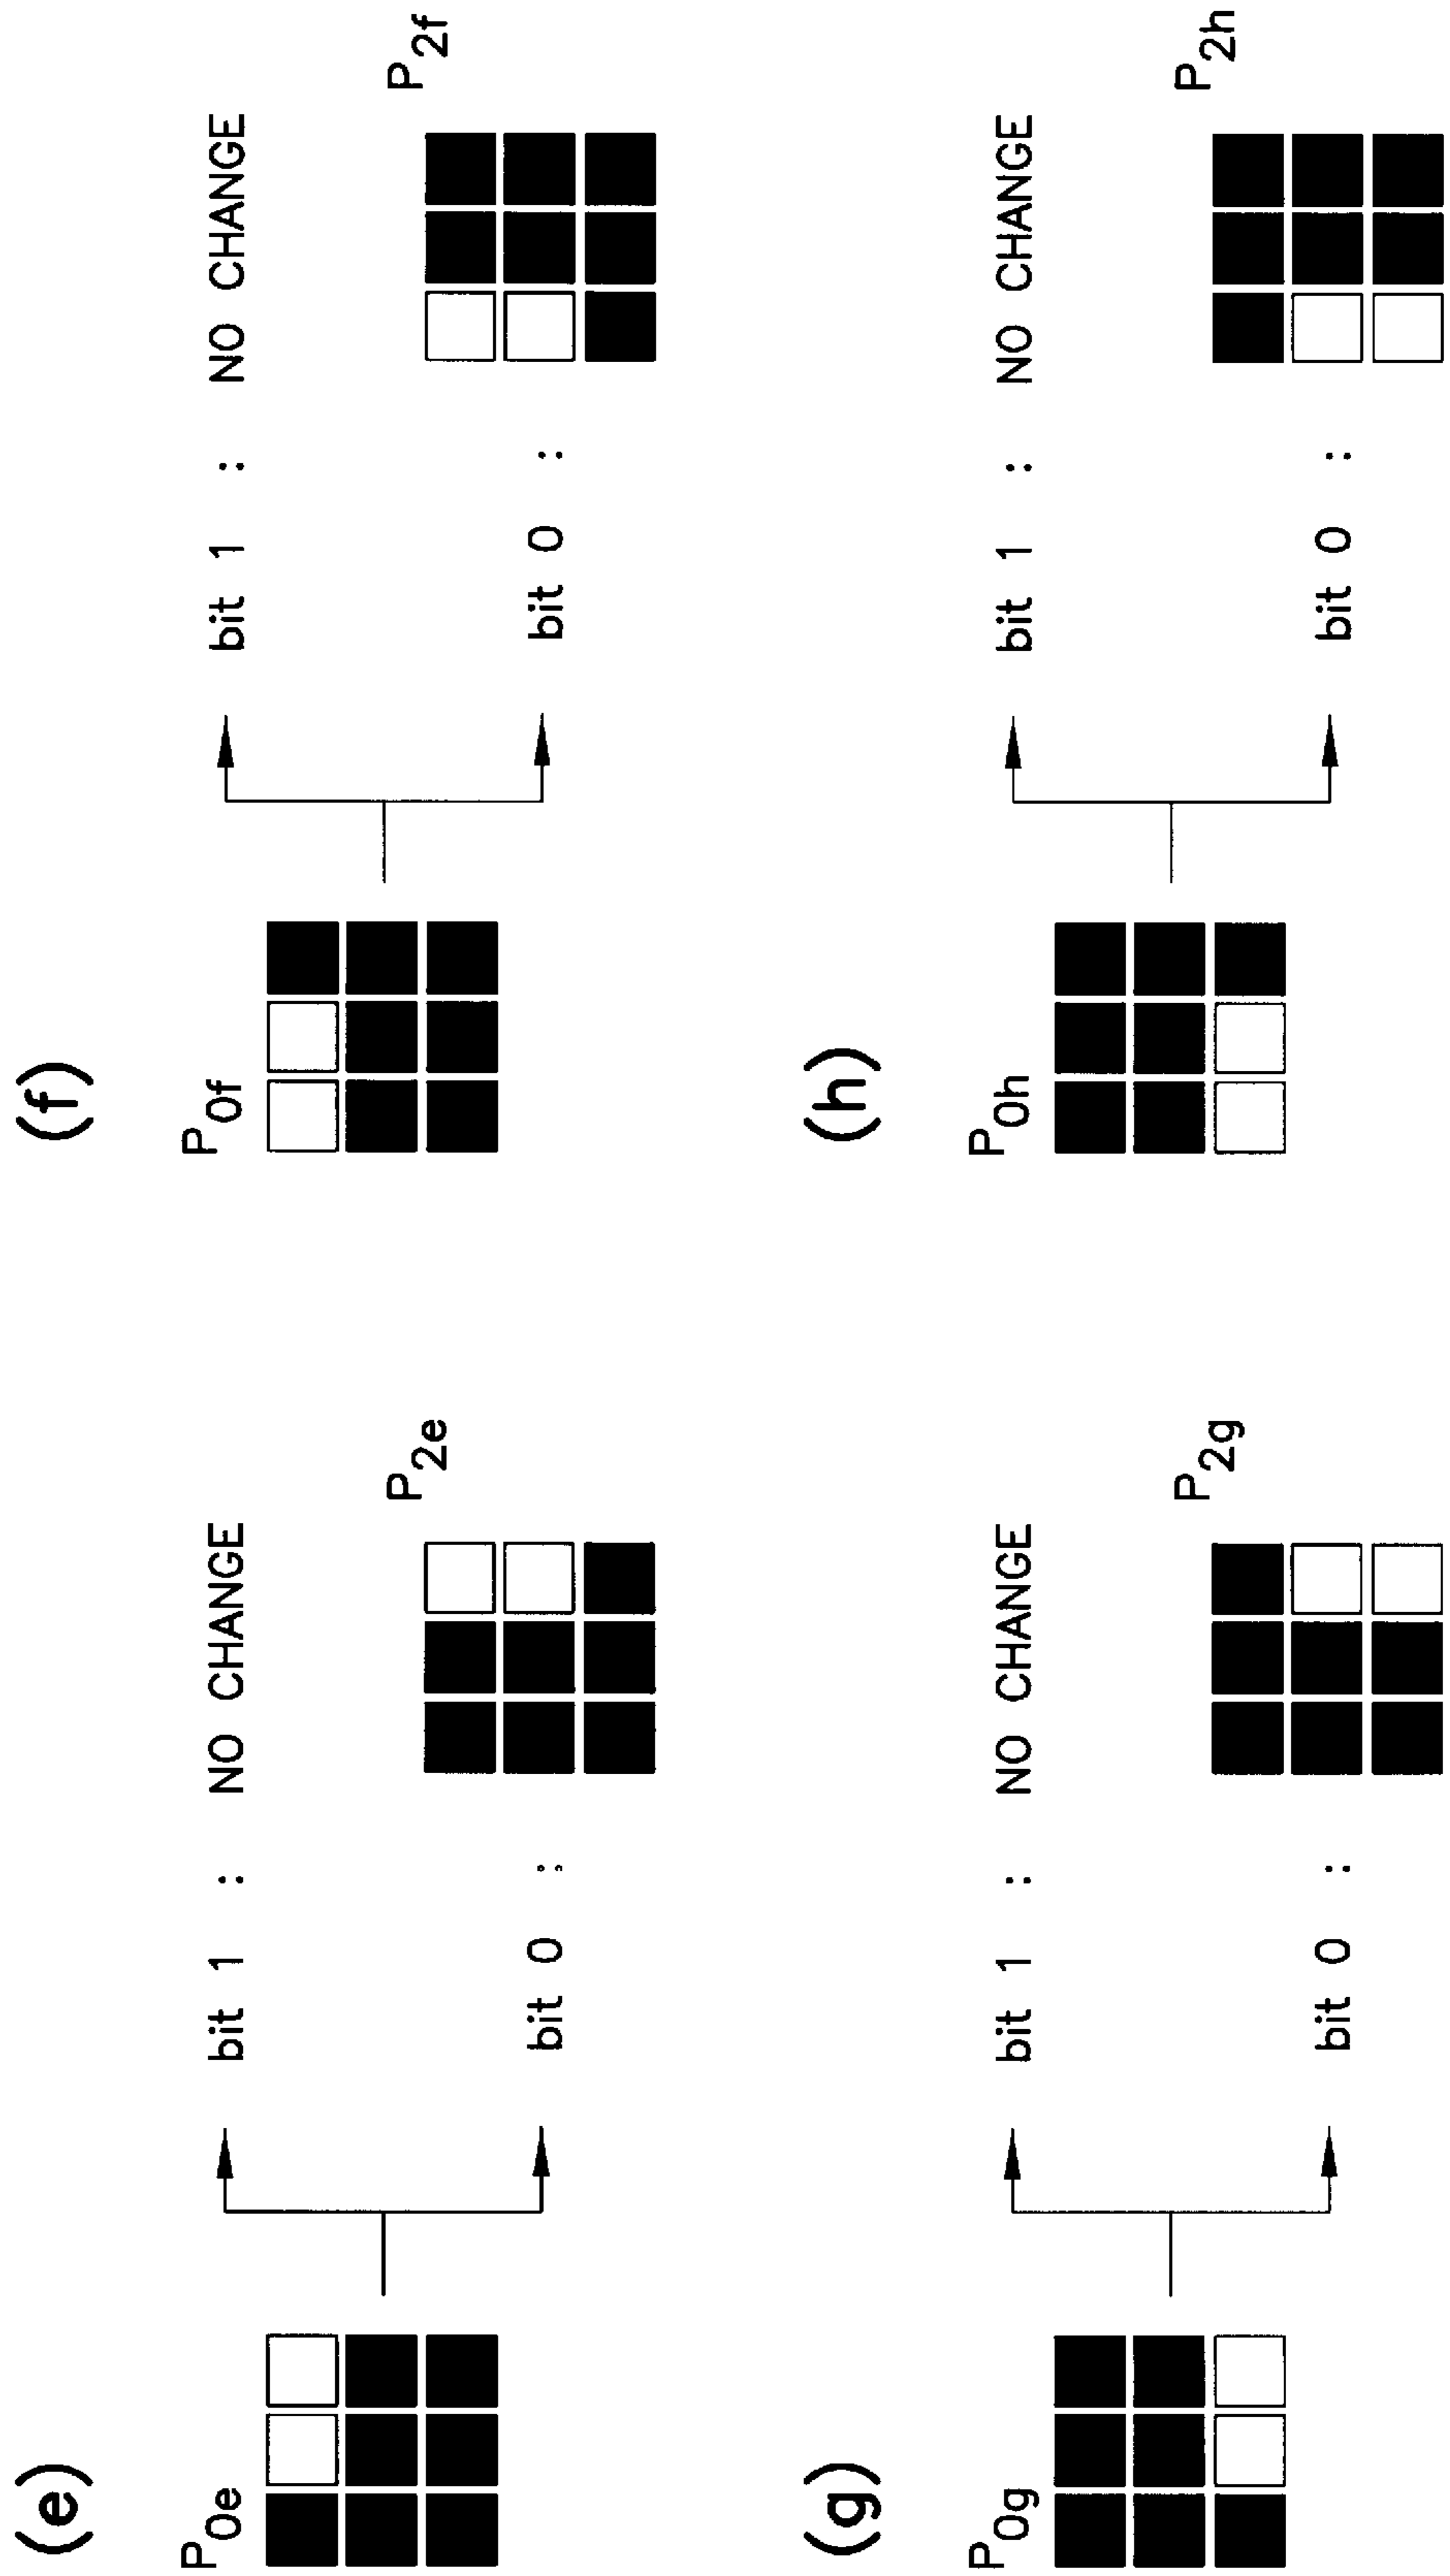 (e)
P0e
bit 1 : NO CHANGE
bit 0 :
P2e
(f)
P0f
bit 1 : NO CHANGE
bit 0 :
P2f
(g)
P0g
bit 1 : NO CHANGE
bit 0 :
P2g
(h)
P0h
bit 1 : NO CHANGE
bit 0 :
P2h